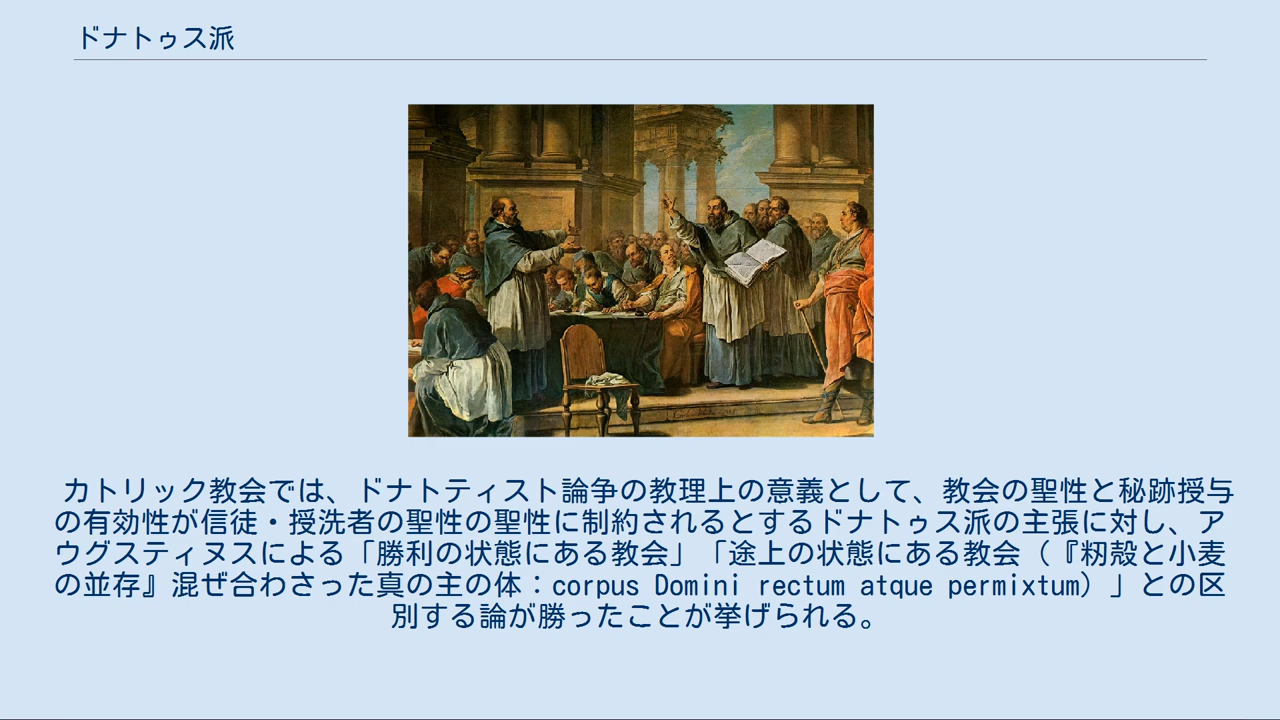 ドナトゥス派
カトリック教会では、ドナトティスト論争の教理上の意義として、教会の聖性と秘跡授与
の有効性が信徒・授洗者の聖性の聖性に制約されるとするドナトゥス派の主張に対し、ア
ウグスティヌスによる「勝利の状態にある教会」「途上の状態にある教会（『籾殻と小麦
の並存』混ぜ合わさった真の主の体：corpus Domini rectum atque permixtum）」との区
別する論が勝ったことが挙げられる。